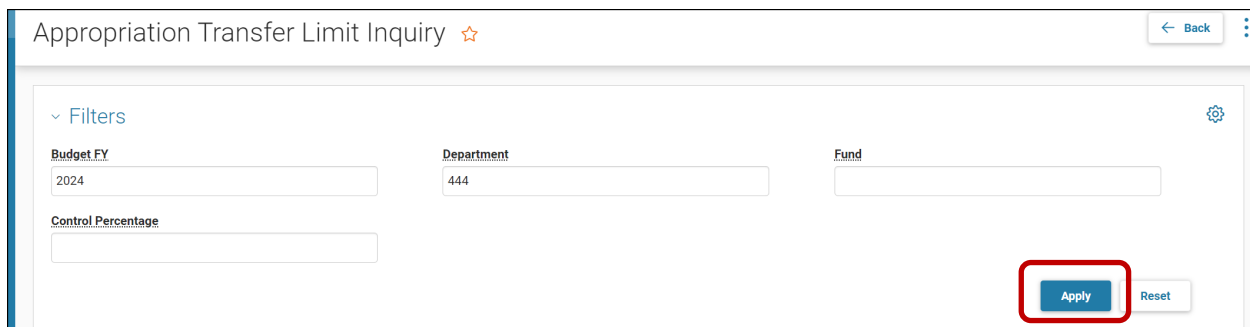 Appropriation Transfer Limit Inquiry
Back
Filters
Budget FY
Department
Fund
2024
444
Control Percentage
Apply
Reset